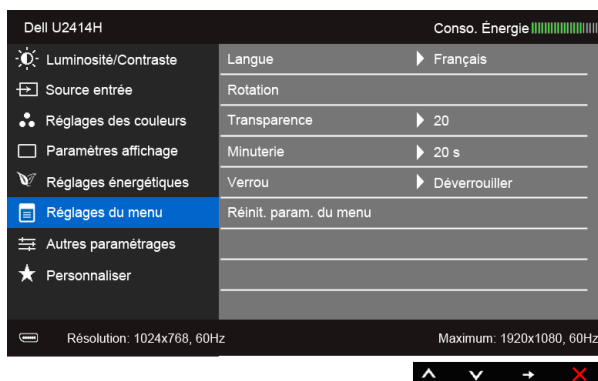 Dell U2414H Conso. Énergie
Luminosité/Contraste Langue Français
Source entrée Rotation
Réglages des couleurs Transparence 20
Paramètres affichage Minuterie 20 s
Réglages énergétiques Verrou Déverrouiller
Réglages du menu Réinit. param. du menu
Autres paramétrages
Personnaliser
Résolution: 1024x768, 60Hz Maximum: 1920x1080, 60Hz